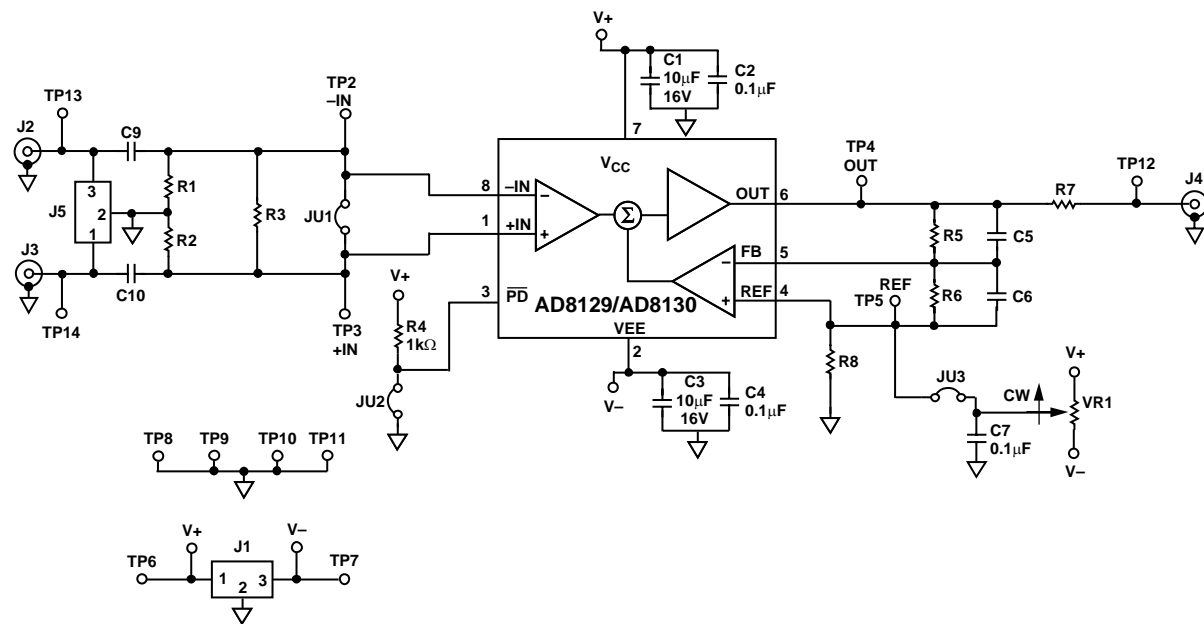 V+
C1
10µF
16V
C2
0.1µF
TP13
TP2
–IN
J2
C9
7
VCC
TP4
OUT
TP12
J4
3
R1
8
–IN
−
OUT
6
R7
J5
2
R3
JU1
1
+IN
+
Σ
R5
C5
1
R2
J3
FB
5
−
V+
C10
3
PD
REF
4
+
REF
TP5
R6
C6
TP14
TP3
+IN
R4
1kΩ
AD8129/AD8130
VEE
2
R8
V+
JU2
V–
C3
10µF
16V
C4
0.1µF
JU3
CW
VR1
C7
0.1µF
V–
TP8
TP9
TP10
TP11
V+
V–
TP6
J1
TP7
1
2
3